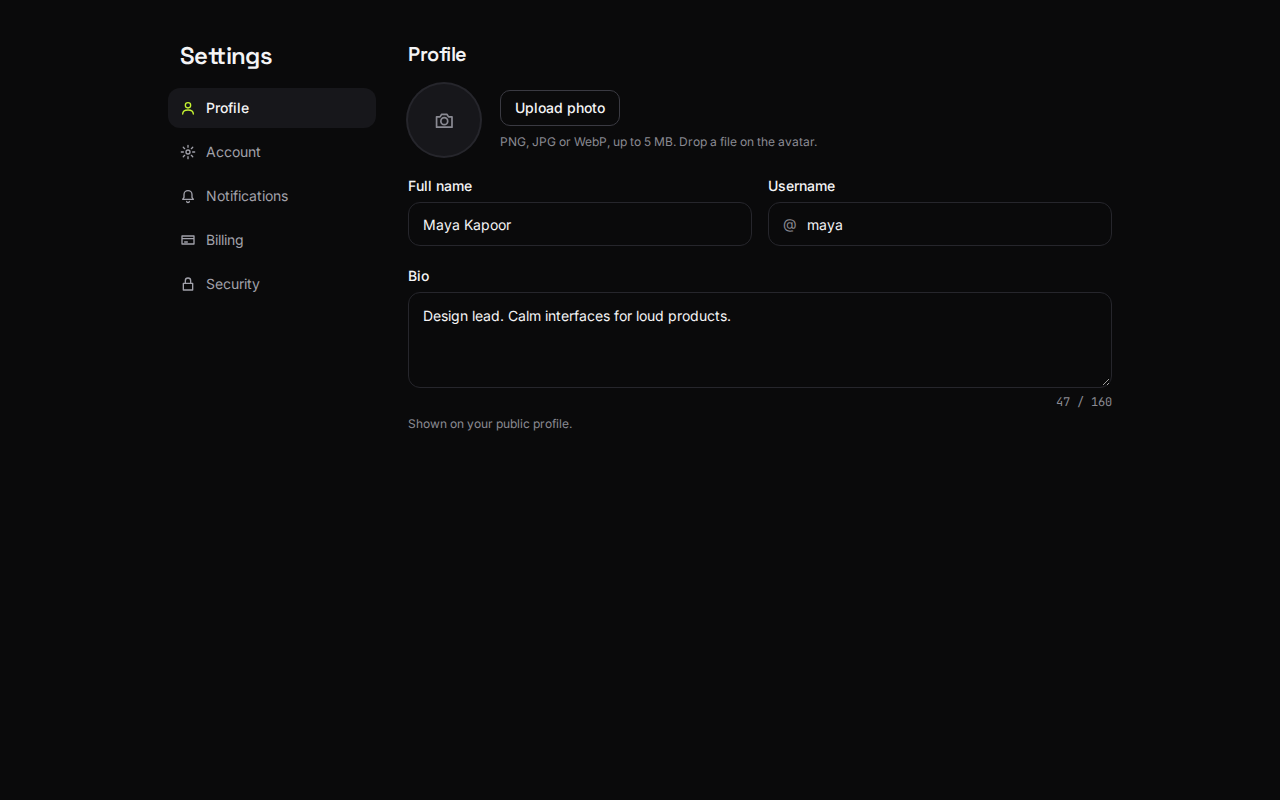 Settings
Profile
Account
Notifications
Billing
Security
Profile
Upload photo
PNG, JPG or WebP, up to 5 MB. Drop a file on the avatar.
Full name
Maya Kapoor
Username
@ maya
Bio
Design lead. Calm interfaces for loud products.
47 / 160
Shown on your public profile.